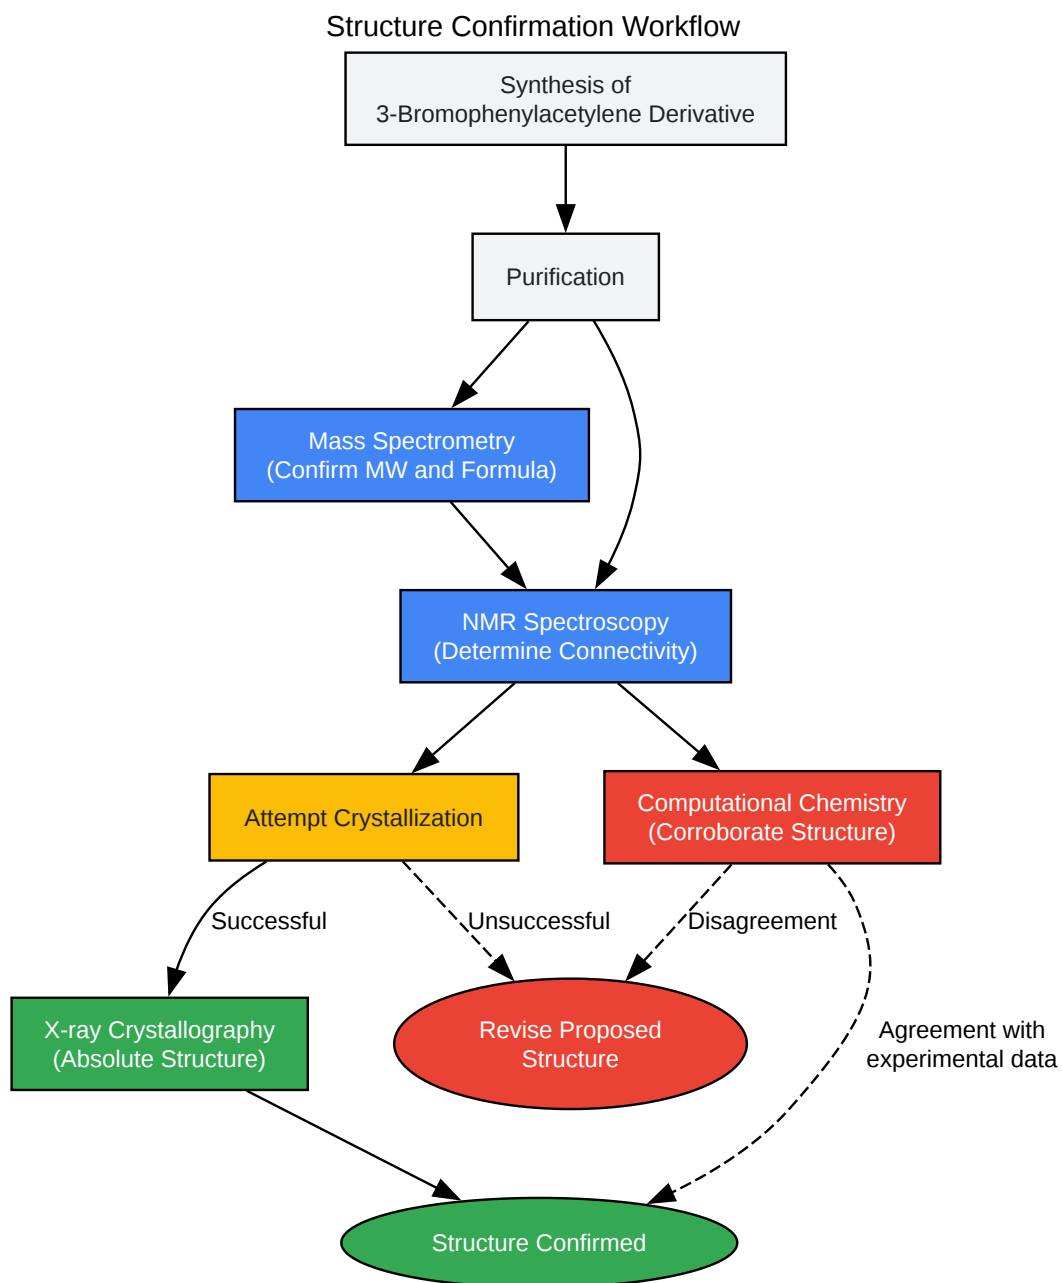 Structure Confirmation Workflow
Synthesis of
3-Bromophenylacetylene Derivative
Purification
Mass Spectrometry
(Confirm MW and Formula)
NMR Spectroscopy
(Determine Connectivity)
Attempt Crystallization
Computational Chemistry
(Corroborate Structure)
Successful
Unsuccessful
Disagreement
X-ray Crystallography
(Absolute Structure)
Revise Proposed
Structure
Agreement with
experimental data
Structure Confirmed